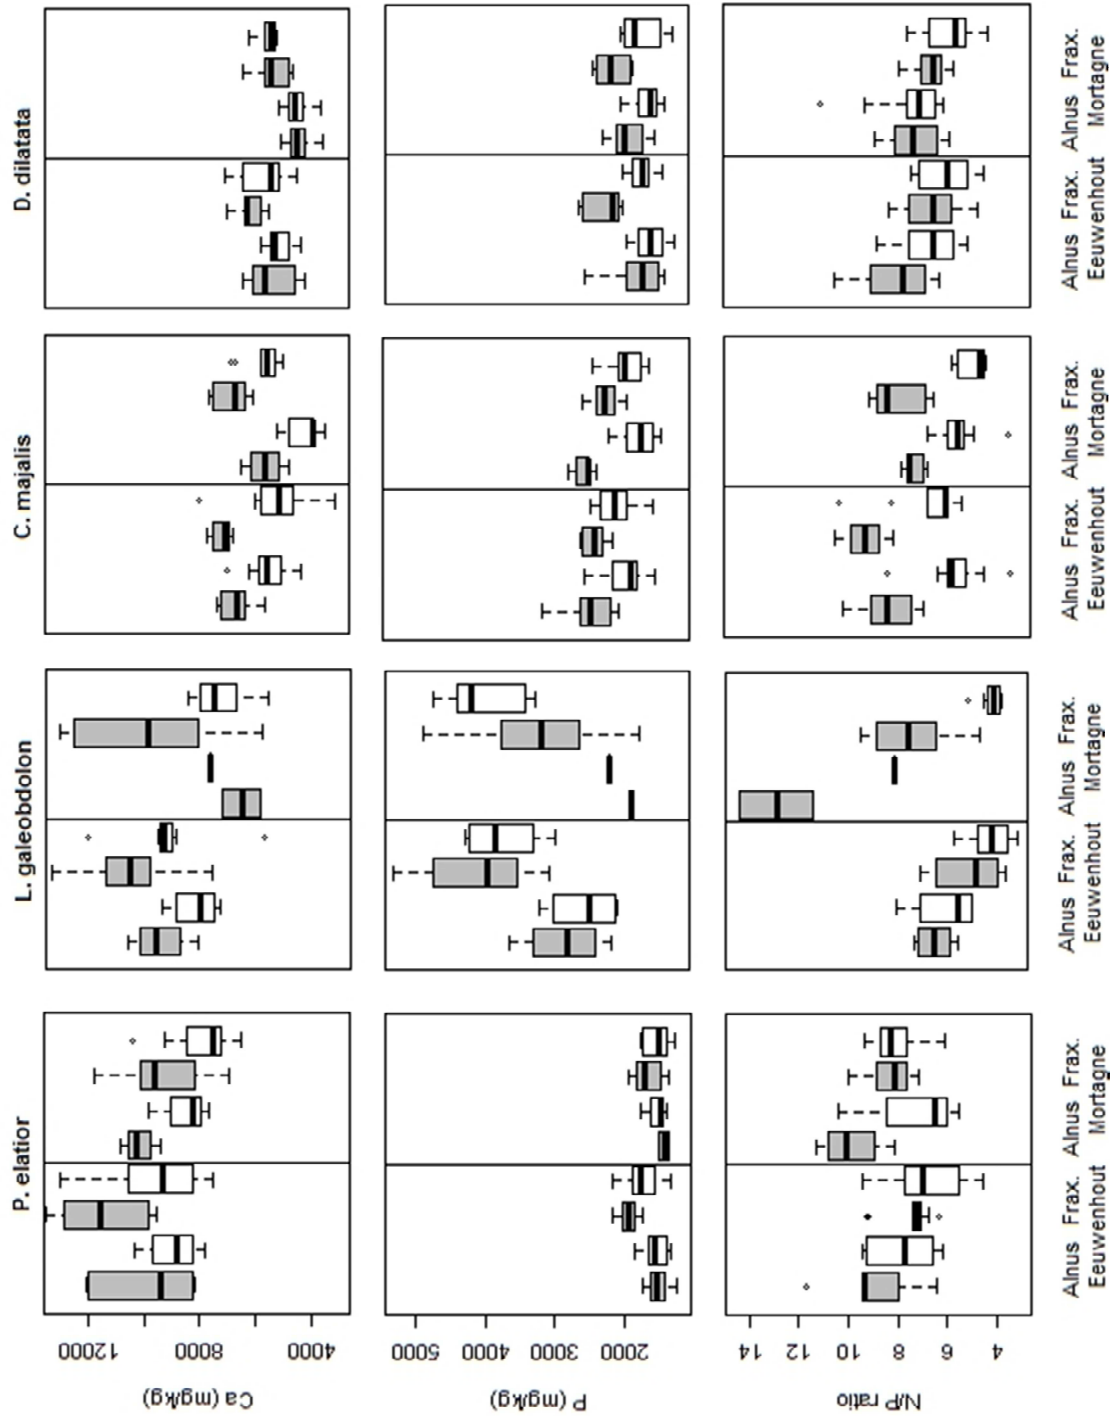 P. elatior
L. galeobdolon
C. majalis
D. dilatata
Ca (mg/kg)
12000
8000
4000
P (mg/kg)
5000
4000
3000
2000
N/P ratio
14
12
10
8
6
4
Alnus Frax. Alnus Frax.
Eeuwenhout Mortagne
Alnus Frax. Alnus Frax.
Eeuwenhout Mortagne
Alnus Frax. Alnus Frax.
Eeuwenhout Mortagne
Alnus Frax. Alnus Frax.
Eeuwenhout Mortagne